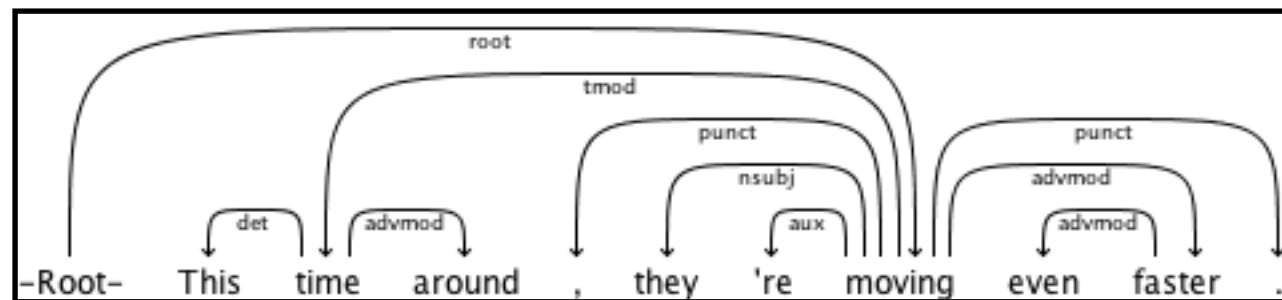 root
tmod
punct punct
nsubj advmod
det advmod aux advmod
-Root- This time around , they 're moving even faster .